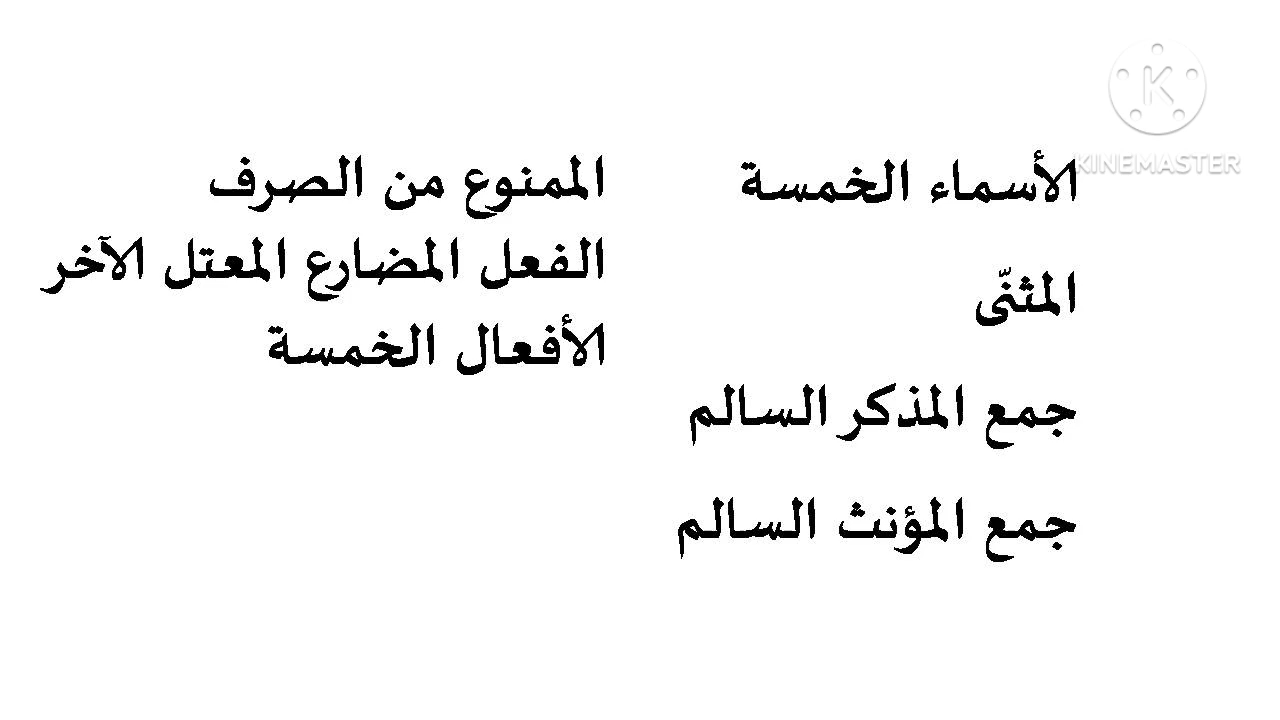 الأسماء الخمسة
المثنّى
جمع المذكر السالم
جمع المؤنث السالم
الممنوع من الصرف
الفعل المضارع المعتل الآخر
الأفعال الخمسة
KINEMASTER